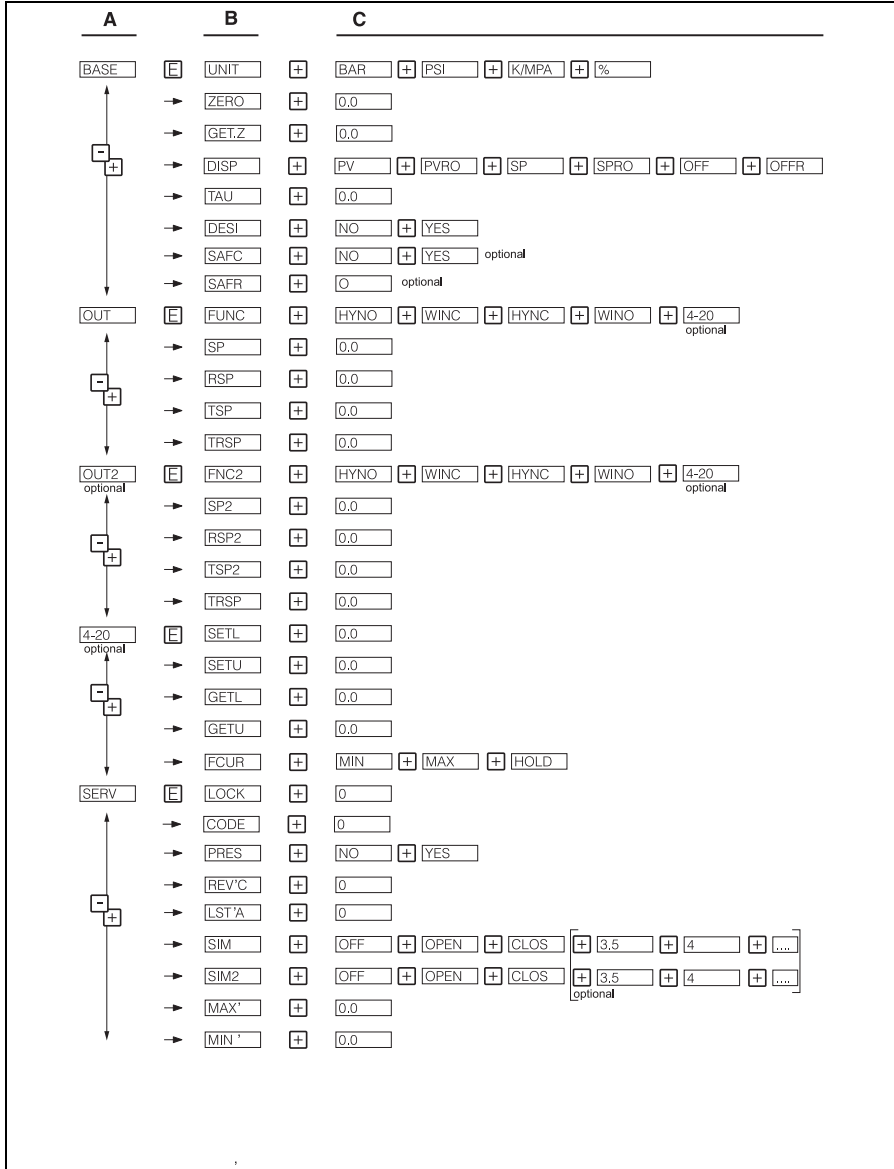 A B C
BASE E UNIT + BAR + PSI + K/MPA + %
ZERO + 0.0
GET.Z + 0.0
- + DISP + PV + PVRO + SP + SPRO + OFF + OFFR
TAU + 0.0
DESI + NO + YES
SAFC + NO + YES optional
SAFR + O optional
OUT E FUNC + HYNO + WINC + HYNC + WINO + 4-20
optional
SP + 0.0
- + RSP + 0.0
TSP + 0.0
TRSP + 0.0
OUT2 E FNC2 + HYNO + WINC + HYNC + WINO + 4-20
optional optional
SP2 + 0.0
- + RSP2 + 0.0
TSP2 + 0.0
TRSP + 0.0
4-20 E SETL + 0.0
optional
SETU + 0.0
- + GETL + 0.0
GETU + 0.0
FCUR + MIN + MAX + HOLD
SERV E LOCK + 0
CODE + 0
PRES + NO + YES
REV'C + 0
- + LST'A + 0
SIM + OFF + OPEN + CLOS + 3.5 + 4 + ....
SIM2 + OFF + OPEN + CLOS + 3.5 + 4 + ....
optional
MAX' + 0.0
MIN ' + 0.0
,